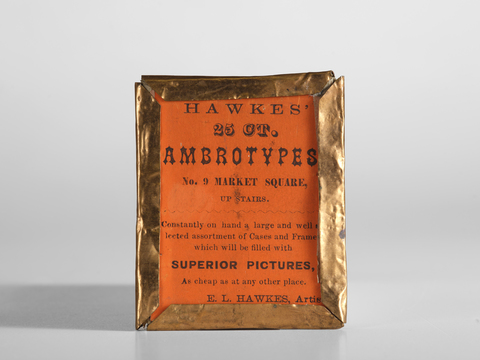 HAWKES'
25 CT.
AMBROTYPES
No. 9 MARKET SQUARE,
UP STAIRS.
Constantly on hand a large and well
lected assortment of Cases and Frame
which will be filled with
SUPERIOR PICTURES,
As cheap as at any other place.
E. L. HAWKES, Artis